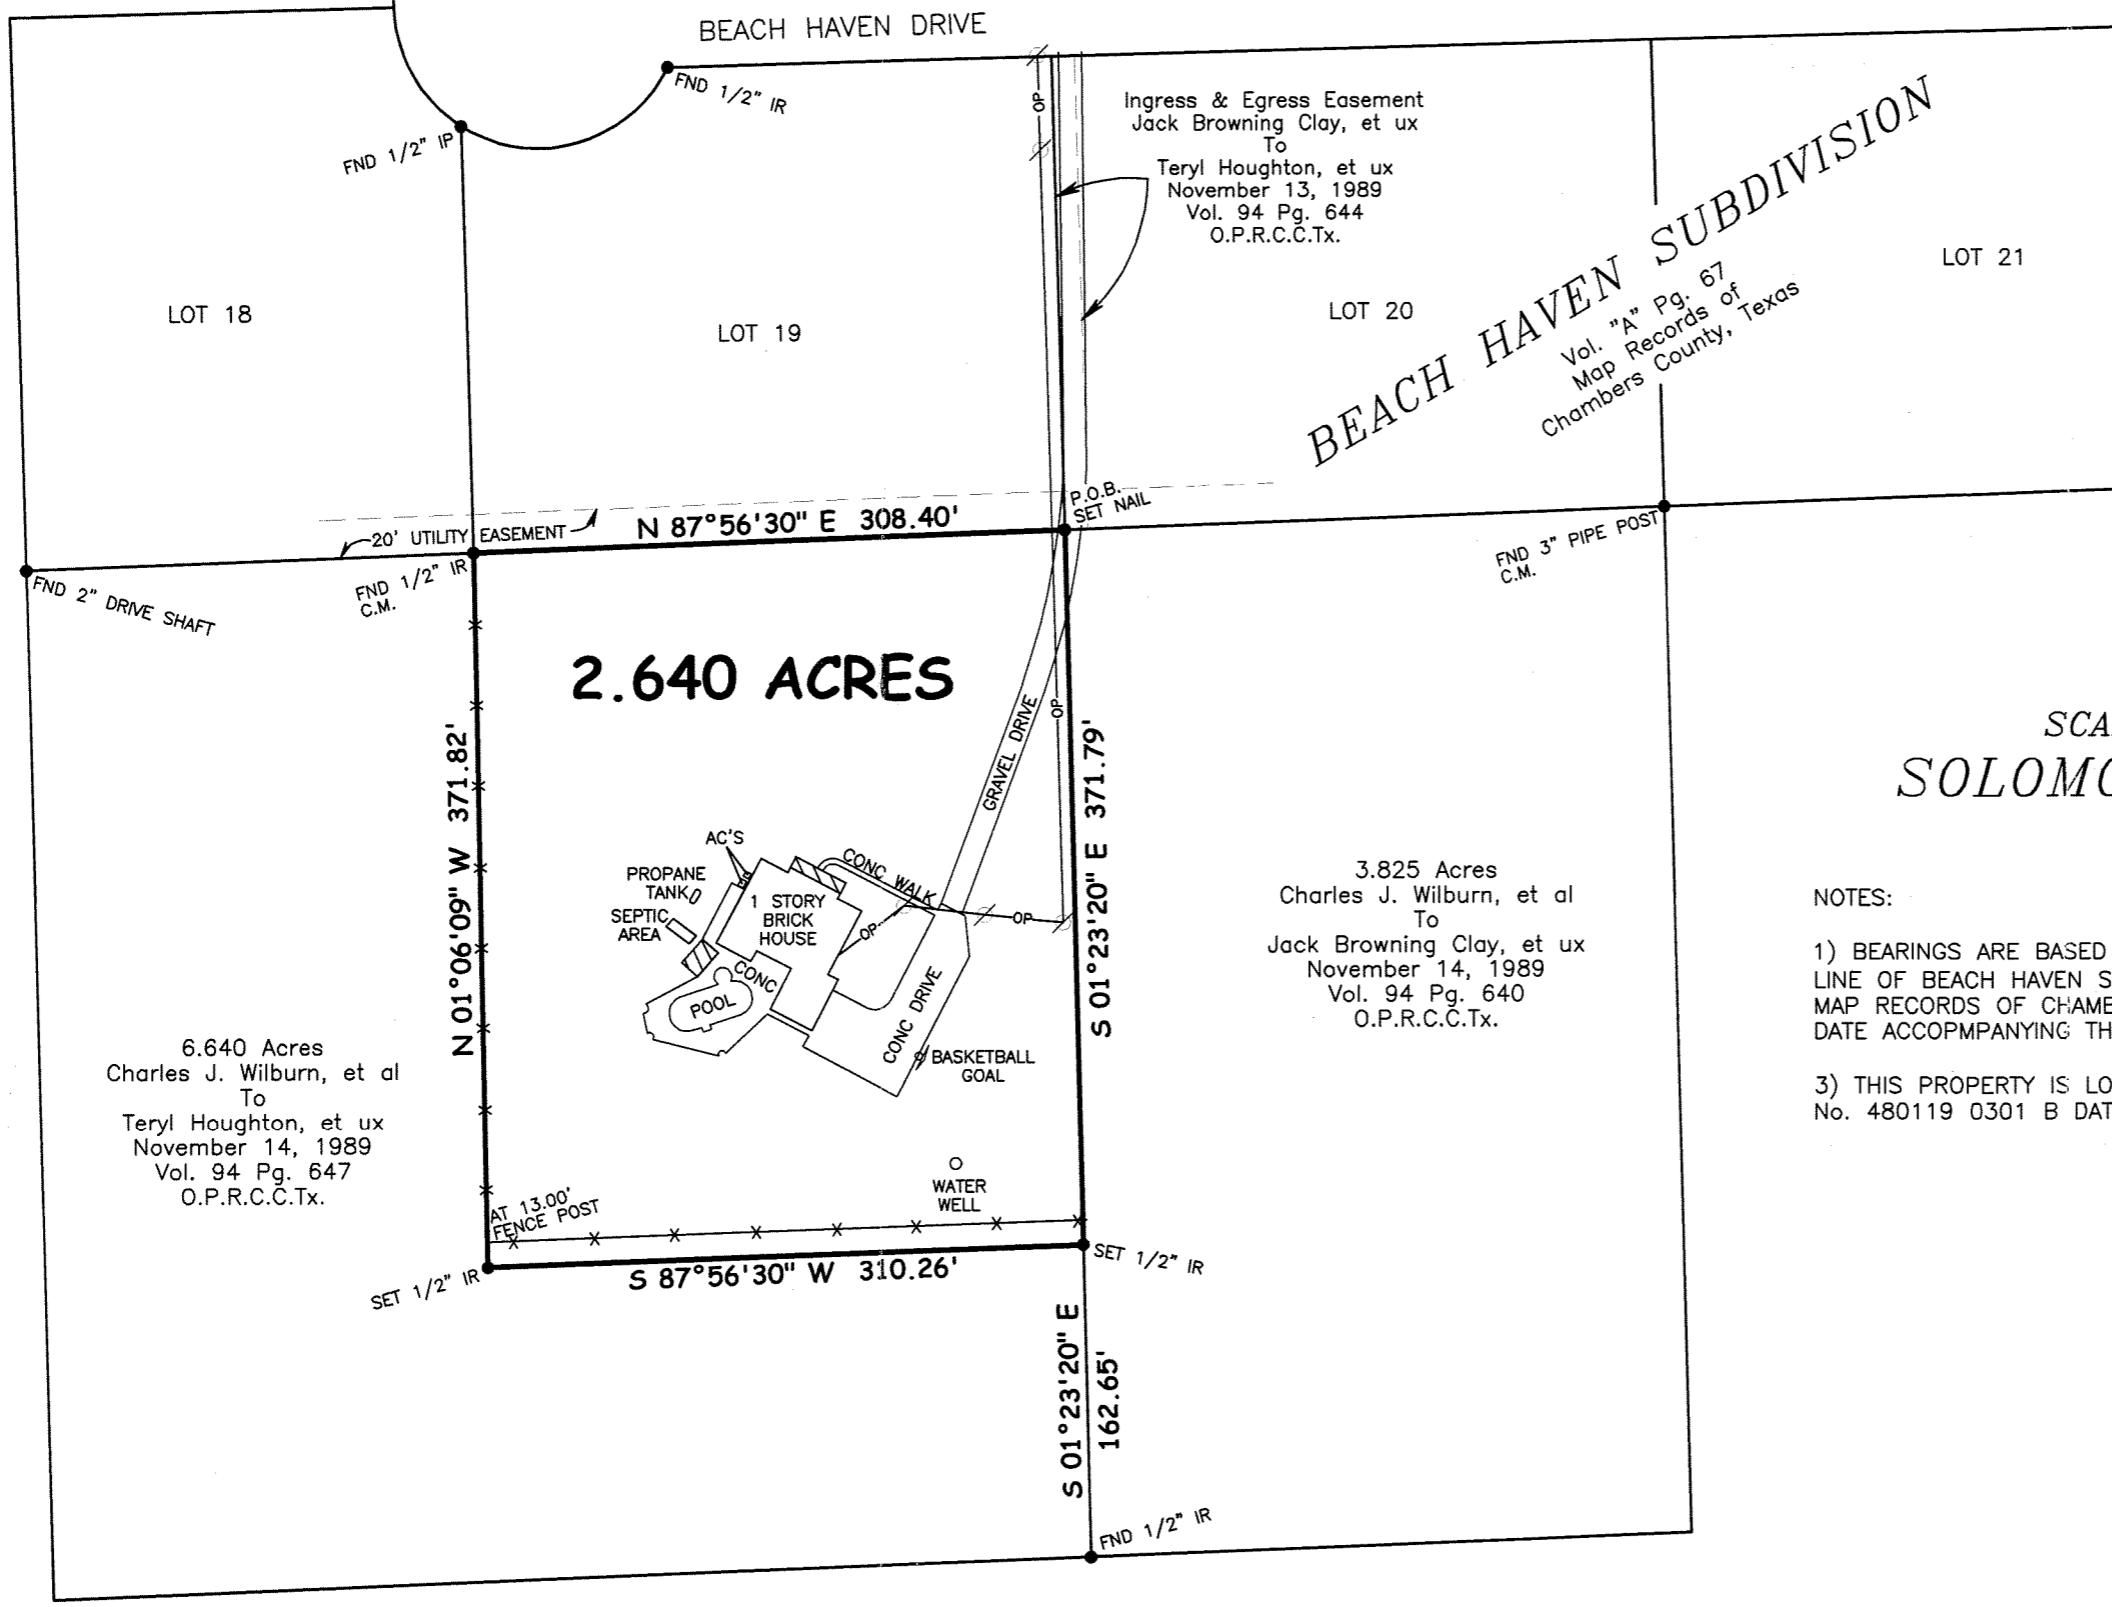 BEACH HAVEN DRIVE
FND 1/2" IR
FND 1/2" IP
OP
Ingress & Egress Easement
Jack Browning Clay, et ux
To
Teryl Houghton, et ux
November 13, 1989
Vol. 94 Pg. 644
O.P.R.C.C.Tx.
LOT 18
LOT 19
LOT 20
LOT 21
BEACH HAVEN SUBDIVISION
Vol. "A" Pg. 67
Map Records of
Chambers County, Texas
20' UTILITY EASEMENT
N 87°56'30" E 308.40'
P.O.B.
SET NAIL
FND 2" DRIVE SHAFT
FND 1/2" IR
C.M.
FND 3" PIPE POST
C.M.
2.640 ACRES
N 01°06'09" W 371.82'
GRAVEL DRIVE
OP
S 01°23'20" E 371.79'
SCA
SOLOMO
AC'S
PROPANE
TANK
SEPTIC
AREA
1 STORY
BRICK
HOUSE
CONC WALK
OP
OP
CONC
POOL
CONC DRIVE
BASKETBALL
GOAL
3.825 Acres
Charles J. Wilburn, et al
To
Jack Browning Clay, et ux
November 14, 1989
Vol. 94 Pg. 640
O.P.R.C.C.Tx.
NOTES:
1) BEARINGS ARE BASED
LINE OF BEACH HAVEN S
MAP RECORDS OF CHAMB
DATE ACCOPMPANYING TH
3) THIS PROPERTY IS LO
No. 480119 0301 B DAT
6.640 Acres
Charles J. Wilburn, et al
To
Teryl Houghton, et ux
November 14, 1989
Vol. 94 Pg. 647
O.P.R.C.C.Tx.
WATER
WELL
AT 13.00'
FENCE POST
SET 1/2" IR
S 87°56'30" W 310.26'
SET 1/2" IR
S 01°23'20" E
162.65'
FND 1/2" IR